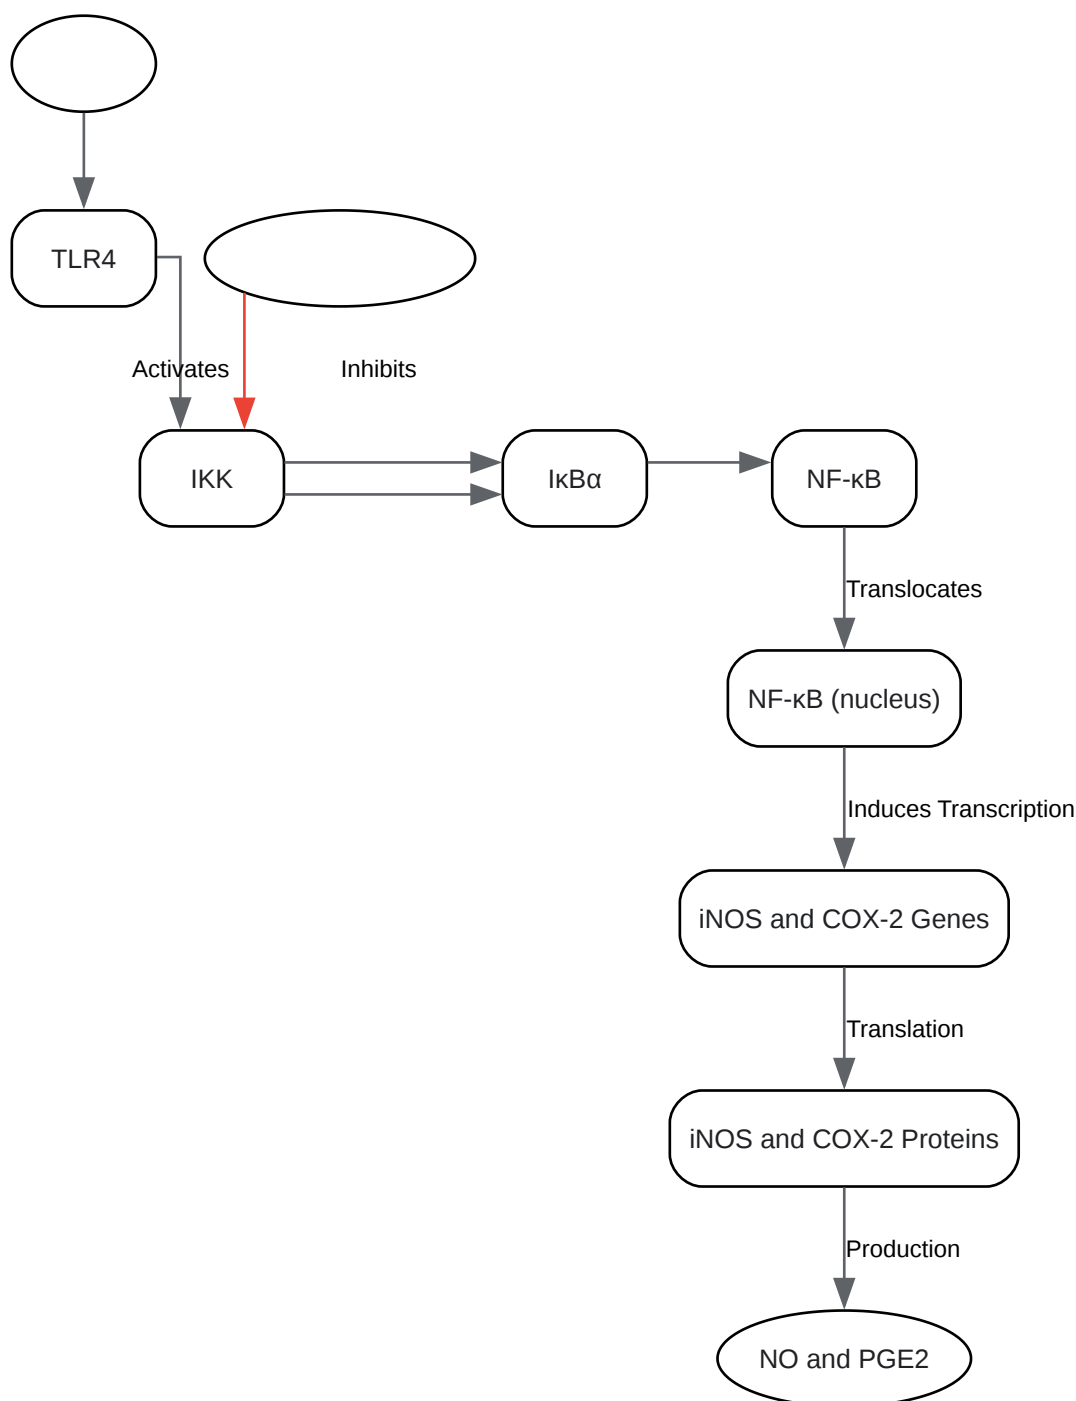 TLR4
Activates
Inhibits
IKK
IκBα
NF-κB
Translocates
NF-κB (nucleus)
Induces Transcription
iNOS and COX-2 Genes
Translation
iNOS and COX-2 Proteins
Production
NO and PGE2